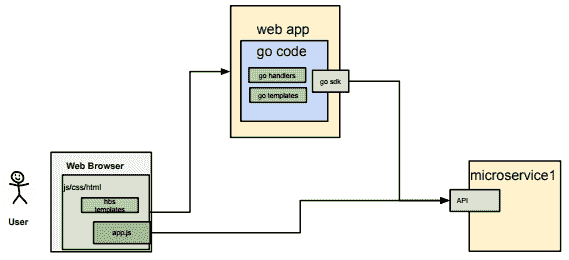 web app
go code
go handlers
go sdk
go templates
Web Browser
js/css/html
hbs
templates
app.js
User
microservice1
API